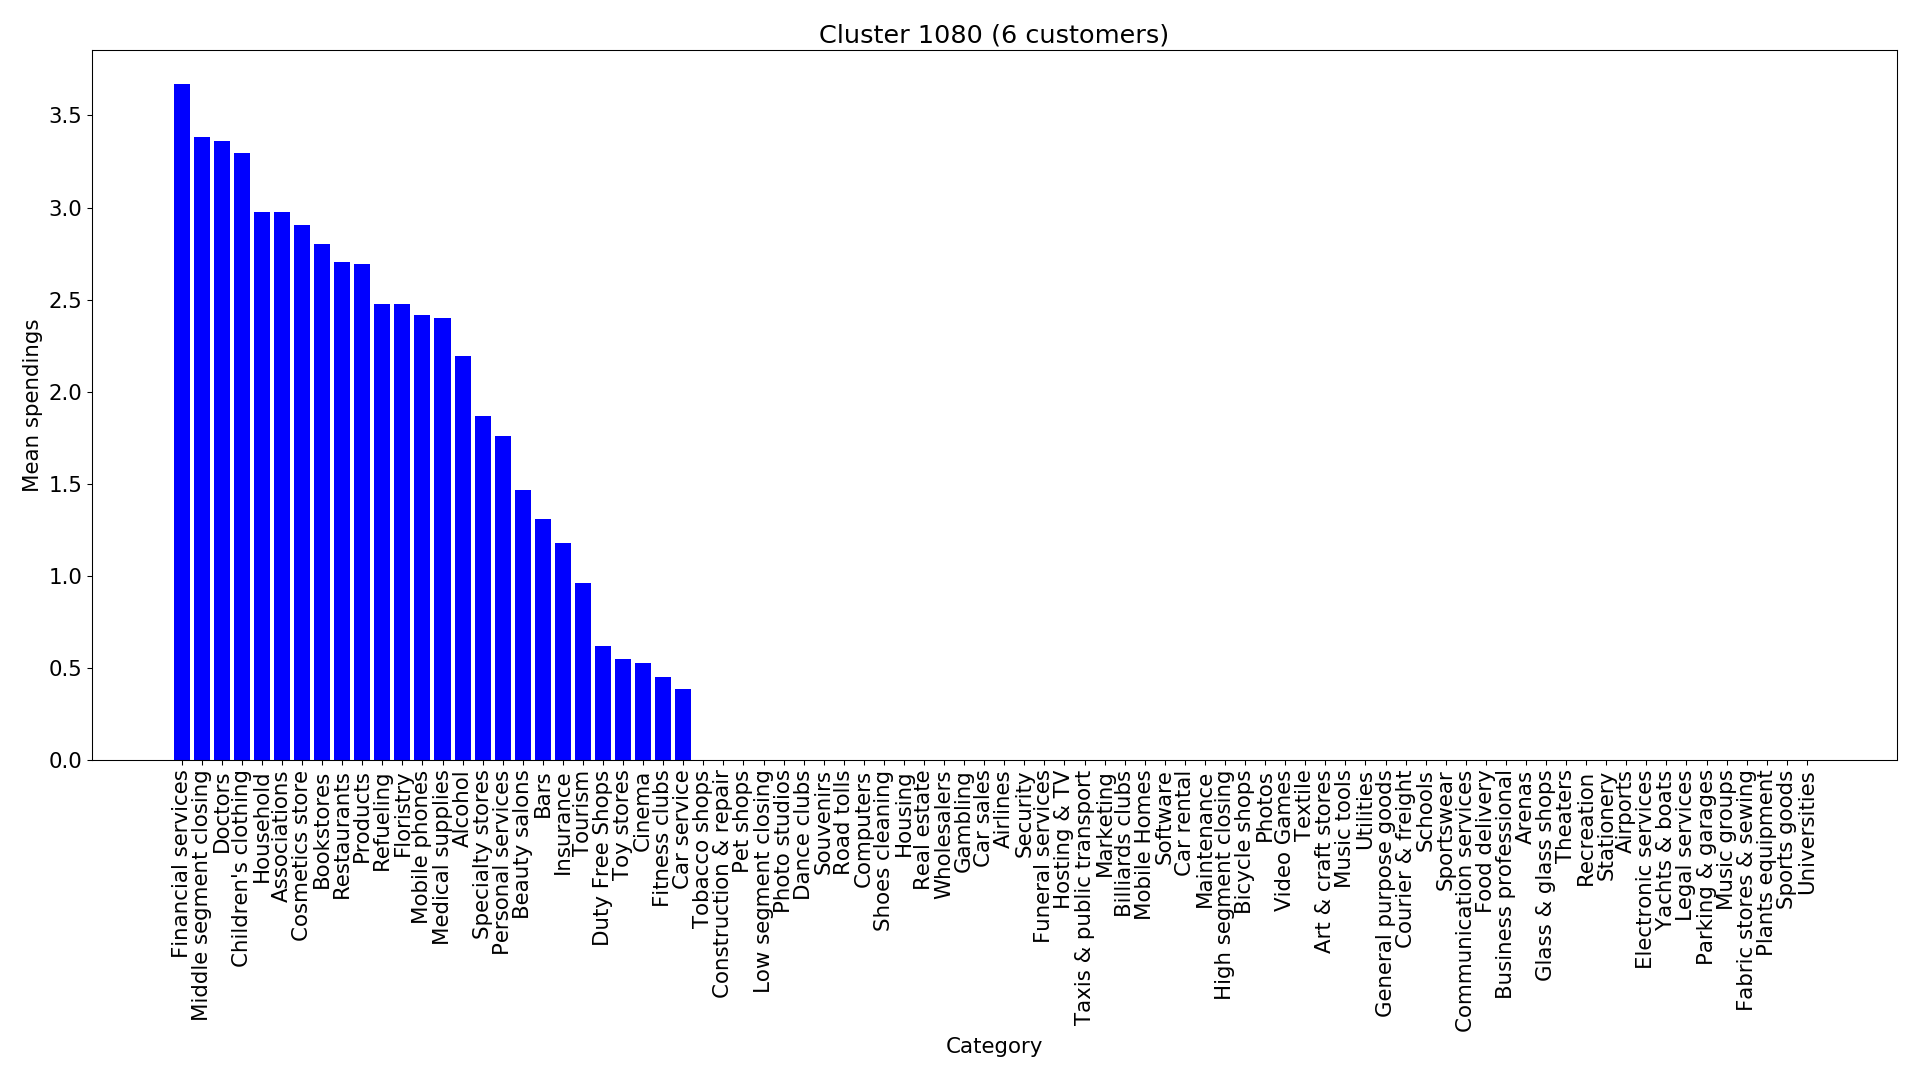 Cluster 1080 (6 customers)
Mean spendings
3.5
3.0
2.5
2.0
1.5
1.0
0.5
0.0
Financial services
Middle segment closing
Doctors
Children's clothing
Household
Associations
Cosmetics store
Bookstores
Restaurants
Products
Refueling
Floristry
Mobile phones
Medical supplies
Alcohol
Specialty stores
Personal services
Beauty salons
Bars
Insurance
Tourism
Duty Free Shops
Toy stores
Cinema
Fitness clubs
Car service
Tobacco shops
Construction & repair
Pet shops
Low segment closing
Photo studios
Dance clubs
Souvenirs
Road tolls
Computers
Shoes cleaning
Housing
Real estate
Wholesalers
Gambling
Car sales
Airlines
Security
Funeral services
Hosting & TV
Taxis & public transport
Marketing
Billiards clubs
Mobile Homes
Software
Car rental
Maintenance
High segment closing
Bicycle shops
Photos
Video Games
Textile
Art & craft stores
Music tools
Utilities
General purpose goods
Courier & freight
Schools
Sportswear
Communication services
Food delivery
Business professional
Arenas
Glass & glass shops
Theaters
Recreation
Stationery
Airports
Electronic services
Yachts & boats
Legal services
Parking & garages
Music groups
Fabric stores & sewing
Plants equipment
Sports goods
Universities
Category